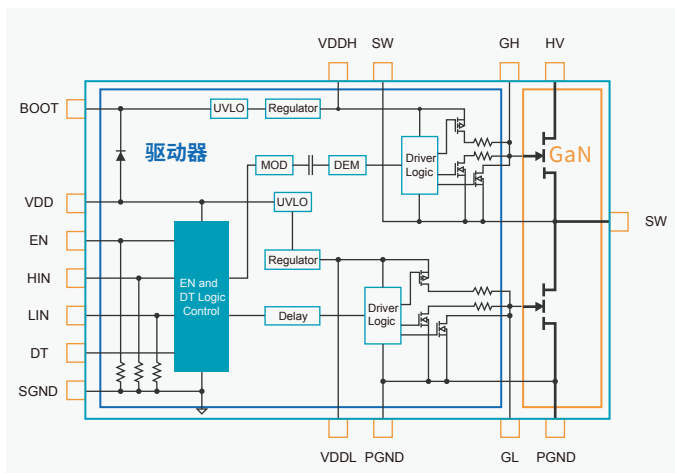 VDDH SW GH HV
BOOT
UVLO Regulator
驱动器
MOD DEM
Driver
Logic
GaN
VDD
UVLO
SW
EN
Regulator
HIN
EN and
DT Logic
Control
LIN
Delay
Driver
Logic
DT
SGND
VDDL PGND GL PGND